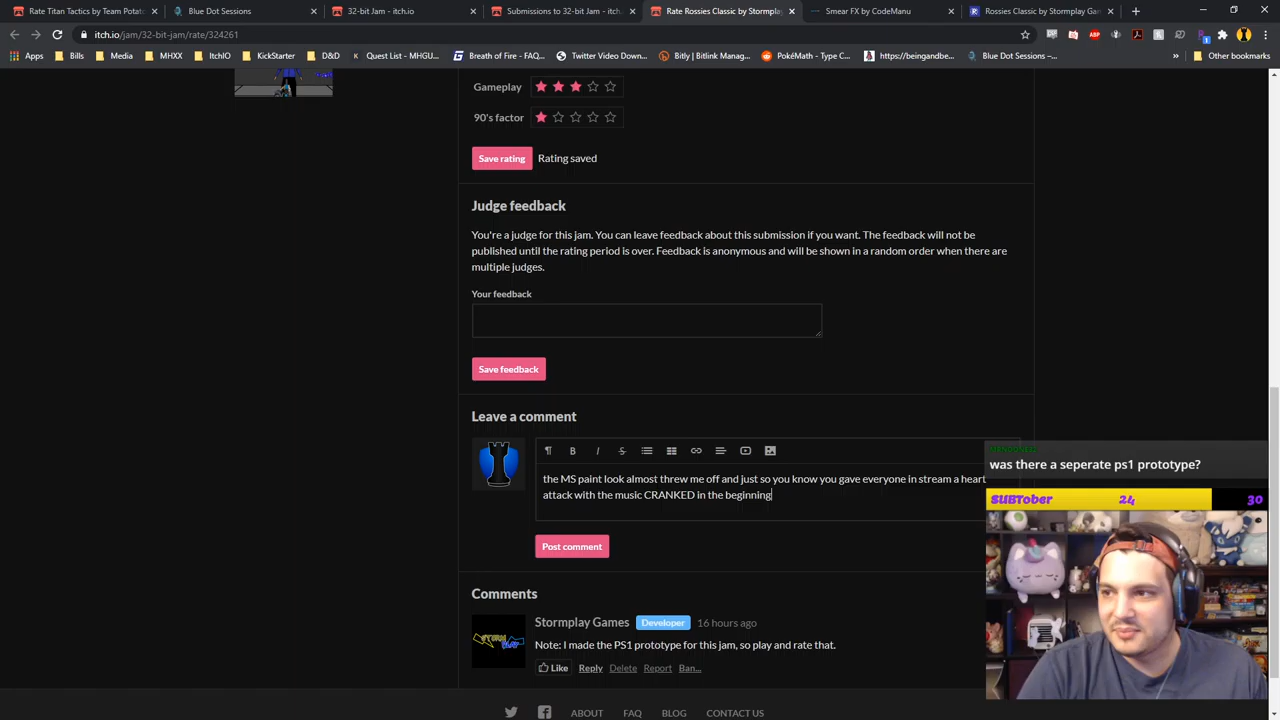 Rate Titan Tactics by Team Potato
Blue Dot Sessions
32-bit Jam - itch.io
Submissions to 32-bit Jam - itch.io
Rate Rossies Classic by Stormplay
Smear FX by CodeManu
Rossies Classic by Stormplay Gam
itch.io/jam/32-bit-jam/rate/324261
Apps
Bills
Media
MHXX
ItchIO
KickStarter
D&D
Quest List - MHGU...
Breath of Fire - FAQ...
Twitter Video Down...
Bitly | Bitlink Manag...
PokéMath - Type C...
https://beingandbe...
Blue Dot Sessions –...
Other bookmarks
Gameplay
90's factor
Save rating
Rating saved
Judge feedback
You're a judge for this jam. You can leave feedback about this submission if you want. The feedback will not be
published until the rating period is over. Feedback is anonymous and will be shown in a random order when there are
multiple judges.
Your feedback
Save feedback
Leave a comment
the MS paint look almost threw me off and just so you know you gave everyone in stream a heart
attack with the music CRANKED in the beginning
Post comment
was there a seperate ps1 prototype?
SUBTober 24 30
Comments
Stormplay Games Developer 16 hours ago
Note: I made the PS1 prototype for this jam, so play and rate that.
Like Reply Delete Report Ban...
ABOUT FAQ BLOG CONTACT US